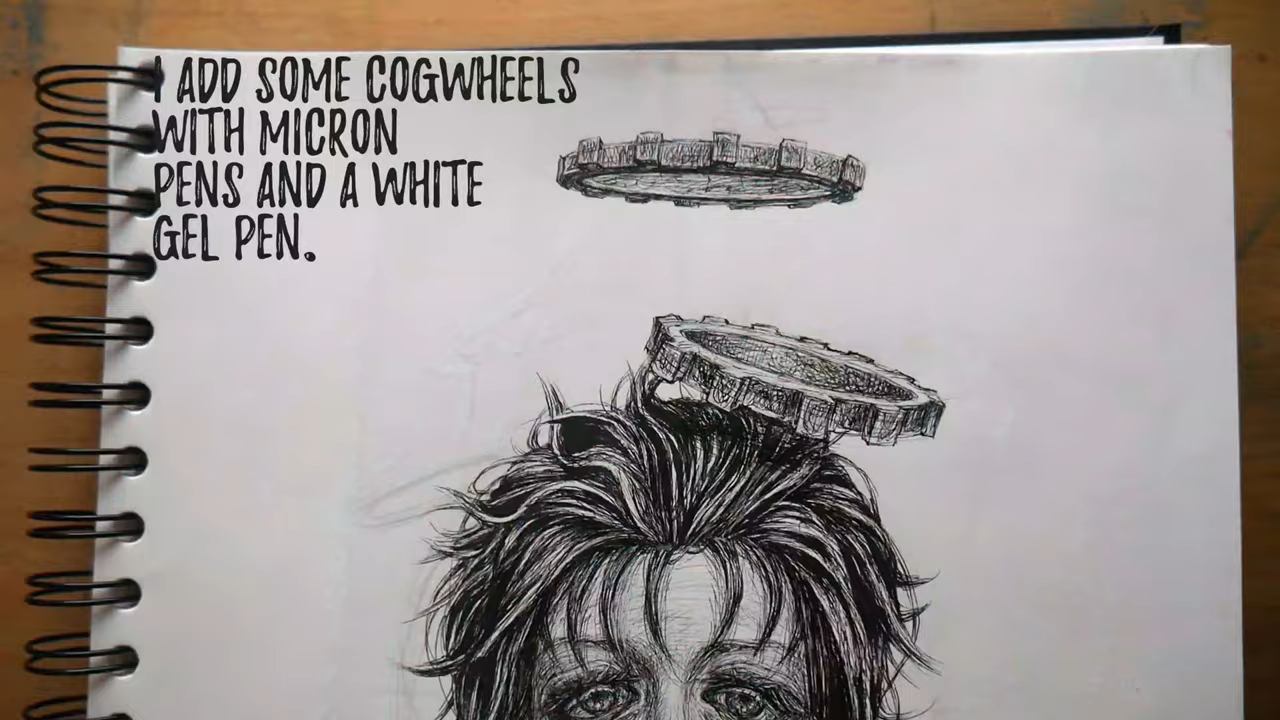 I ADD SOME COGWHEELS
WITH MICRON
PENS AND A WHITE
GEL PEN.